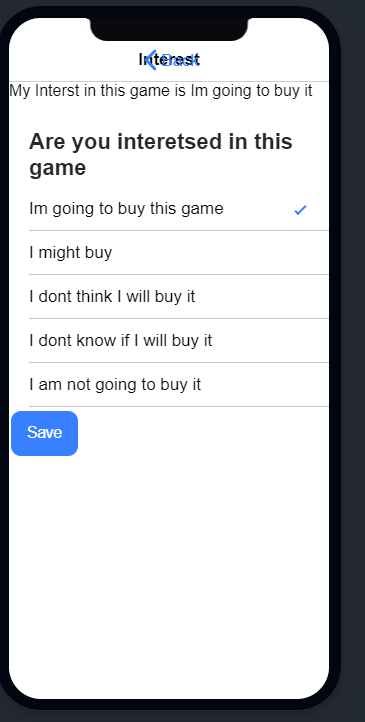 Interest
Back
My Interst in this game is Im going to buy it
Are you interetsed in this
game
Im going to buy this game
I might buy
I dont think I will buy it
I dont know if I will buy it
I am not going to buy it
Save